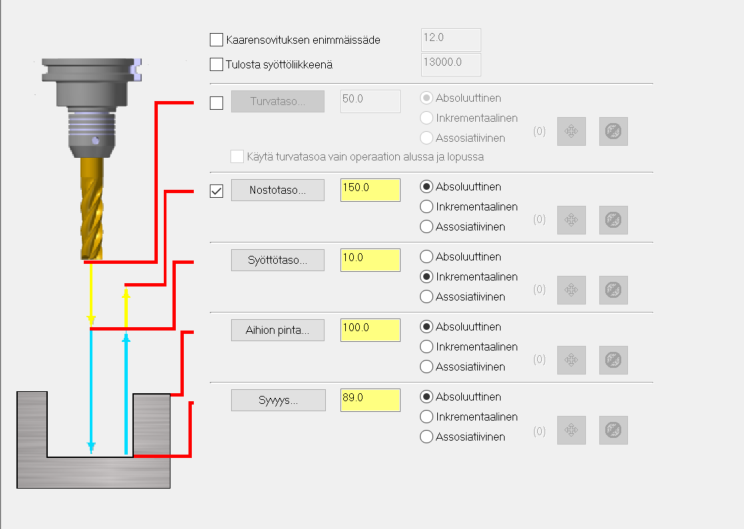 Kaarensovituksen enimmäissäde 12.0
Tulosta syöttöliikkeenä 13000.0
Turvataso... 50.0 Absoluuttinen
Inkrementaalinen
Assosiatiivinen (0)
Käytä turvatasoa vain operaation alussa ja lopussa
Nostotaso... 150.0 Absoluuttinen
Inkrementaalinen
Assosiatiivinen (0)
Syöttötaso... 10.0 Absoluuttinen
Inkrementaalinen
Assosiatiivinen (0)
Aihion pinta... 100.0 Absoluuttinen
Inkrementaalinen
Assosiatiivinen (0)
Syvyys... 89.0 Absoluuttinen
Inkrementaalinen
Assosiatiivinen (0)